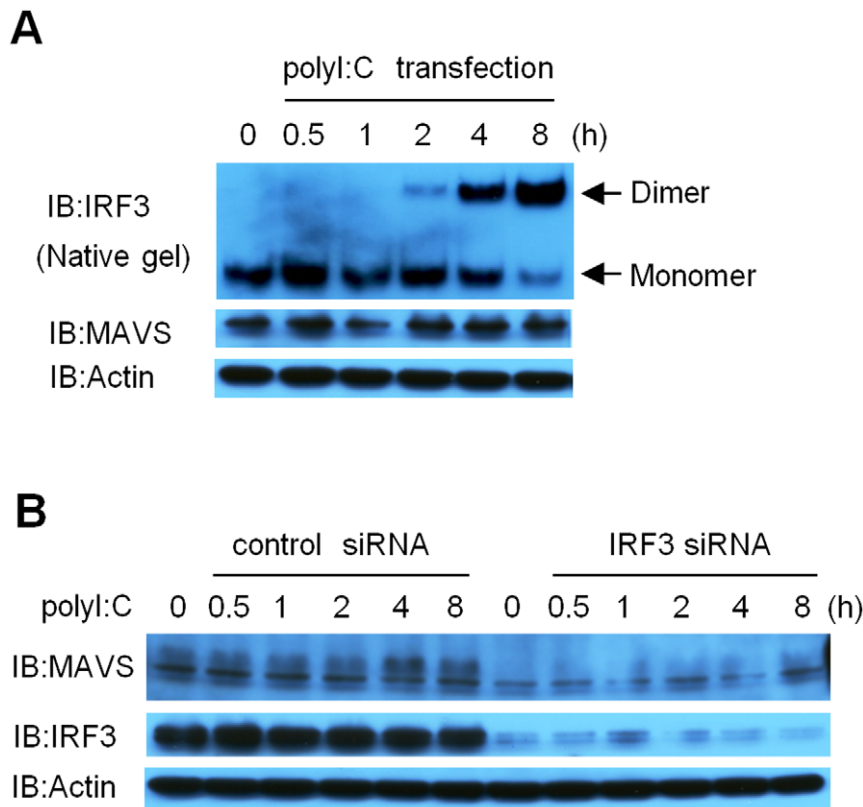 A
polyI:C transfection
0 0.5 1 2 4 8 (h)
IB:IRF3
(Native gel)
Dimer
Monomer
IB:MAVS
IB:Actin
B
control siRNA IRF3 siRNA
polyI:C 0 0.5 1 2 4 8 0 0.5 1 2 4 8 (h)
IB:MAVS
IB:IRF3
IB:Actin